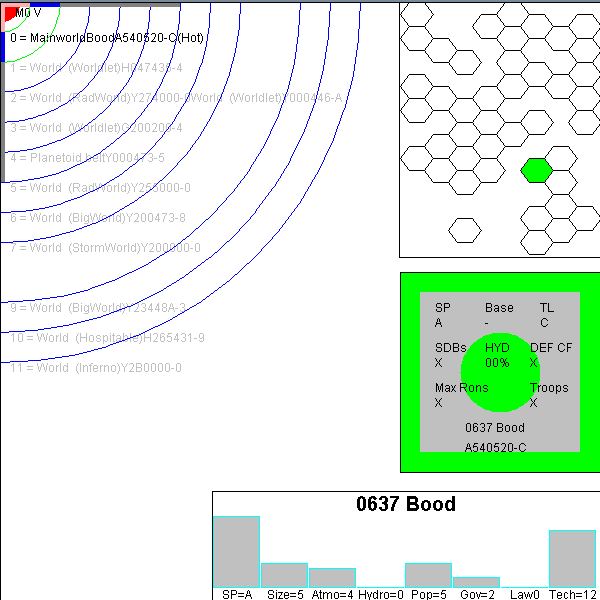 M0 V
0 = MainworldBoodA540520-C(Hot)
1 = World  (Worldlet)H047436-4
2 = World  (RadWorld)Y274000-0World  (Worldlet)Y000446-A
3 = World  (Worldlet)G200200-4
4 = Planetoid beltY000473-5
5 = World  (RadWorld)Y255000-0
6 = World  (BigWorld)Y200473-8
7 = World  (StormWorld)Y200000-0
9 = World  (BigWorld)Y23448A-3
10 = World  (Hospitable)H265431-9
11 = World  (Inferno)Y2B0000-0
SP Base TL
A - C
SDBs HYD DEF CF
X 00% X
Max Rons Troops
X X
0637 Bood
A540520-C
0637 Bood
SP=A Size=5 Atmo=4 Hydro=0 Pop=5 Gov=2 Law0 Tech=12